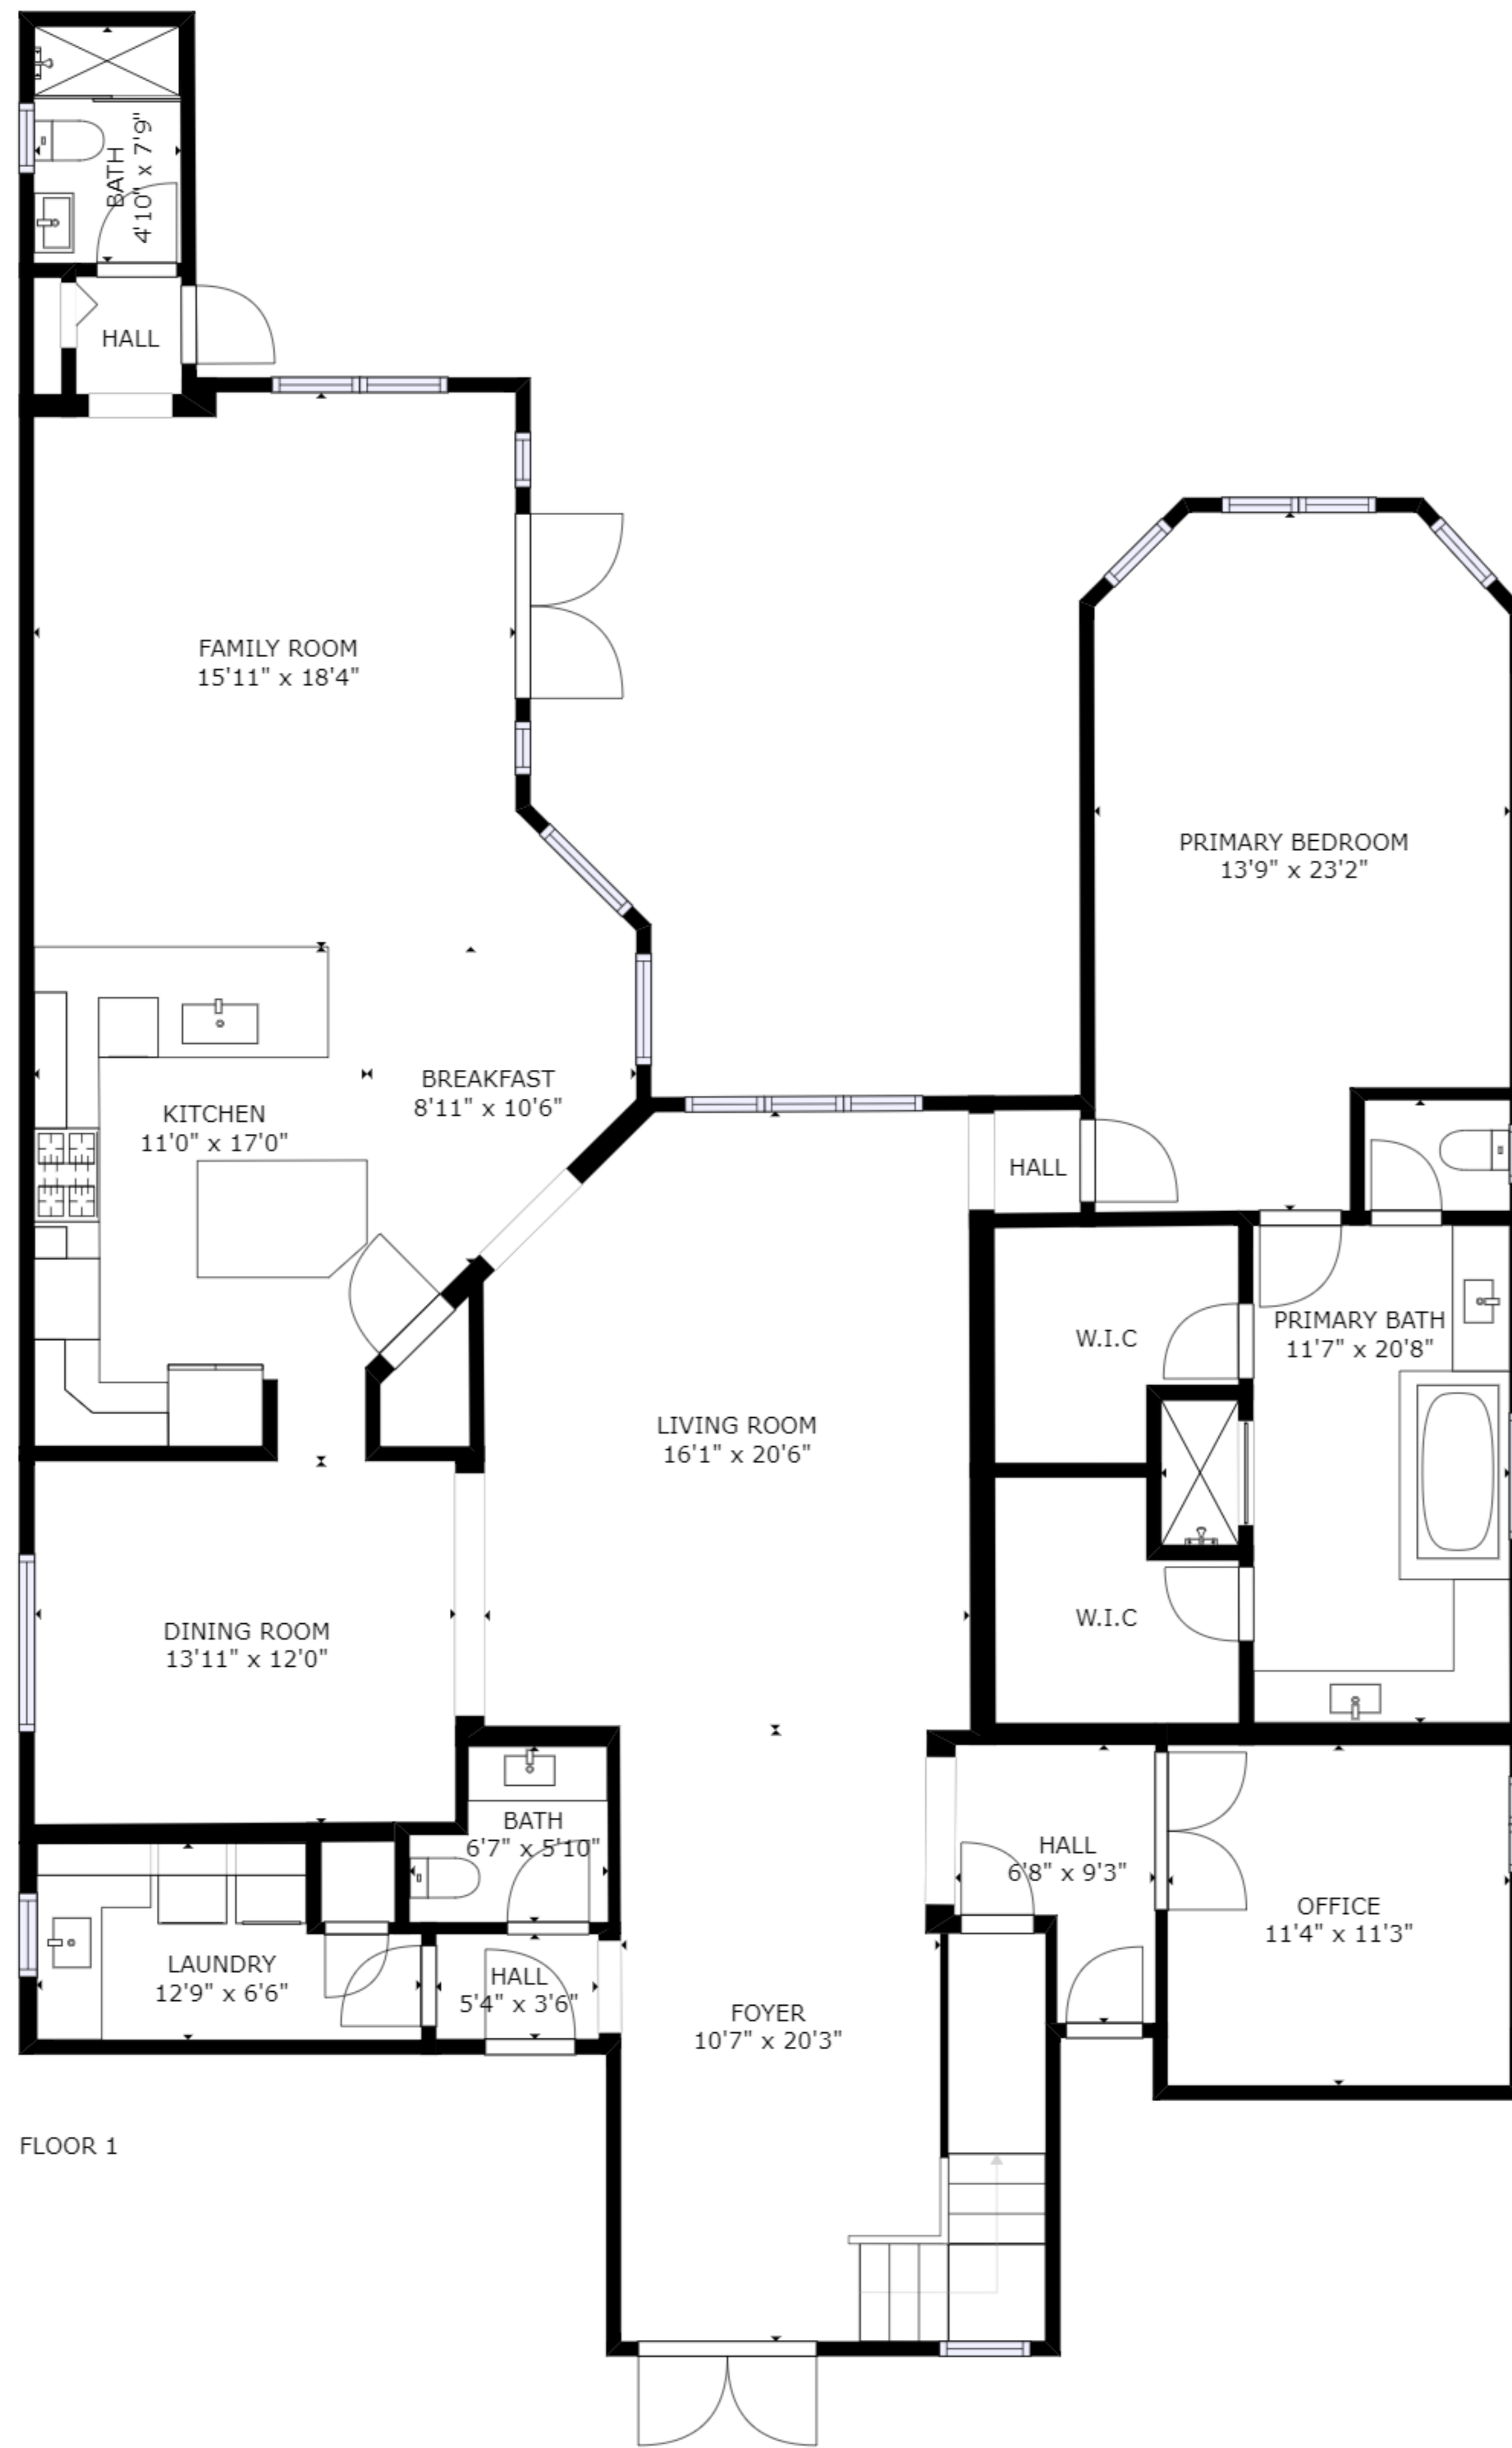 BATH
4'10" x 7'9"
HALL
FAMILY ROOM
15'11" x 18'4"
PRIMARY BEDROOM
13'9" x 23'2"
BREAKFAST
8'11" x 10'6"
KITCHEN
11'0" x 17'0"
HALL
W.I.C
PRIMARY BATH
11'7" x 20'8"
LIVING ROOM
16'1" x 20'6"
DINING ROOM
13'11" x 12'0"
W.I.C
BATH
6'7" x 5'10"
HALL
6'8" x 9'3"
OFFICE
11'4" x 11'3"
LAUNDRY
12'9" x 6'6"
HALL
5'4" x 3'6"
FOYER
10'7" x 20'3"
FLOOR 1